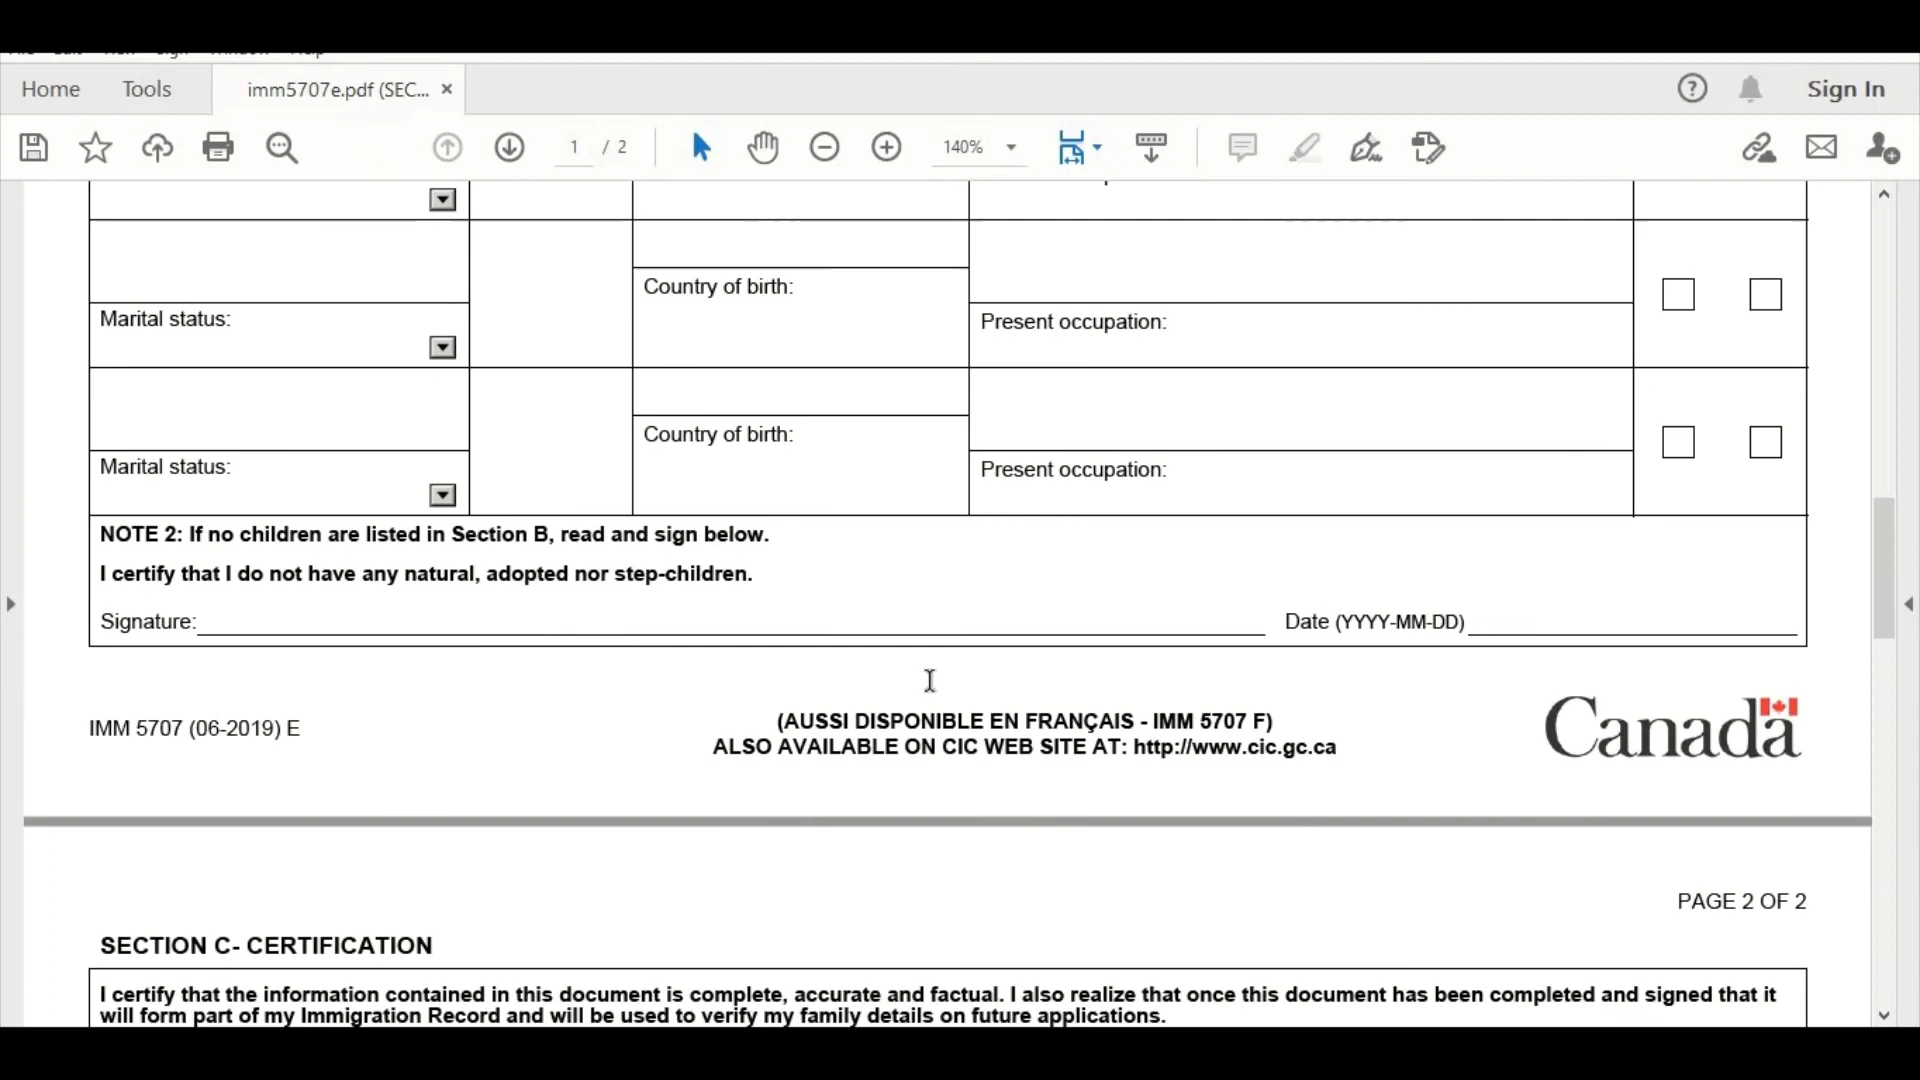 Home
Tools
imm5707e.pdf (SEC...
Sign In
1 / 2
140%
Country of birth:
Marital status:
Present occupation:
Country of birth:
Marital status:
Present occupation:
NOTE 2: If no children are listed in Section B, read and sign below.
I certify that I do not have any natural, adopted nor step-children.
Signature:
Date (YYYY-MM-DD)
IMM 5707 (06-2019) E
(AUSSI DISPONIBLE EN FRANÇAIS - IMM 5707 F)
ALSO AVAILABLE ON CIC WEB SITE AT: http://www.cic.gc.ca
Canada
PAGE 2 OF 2
SECTION C- CERTIFICATION
I certify that the information contained in this document is complete, accurate and factual. I also realize that once this document has been completed and signed that it
will form part of my Immigration Record and will be used to verify my family details on future applications.